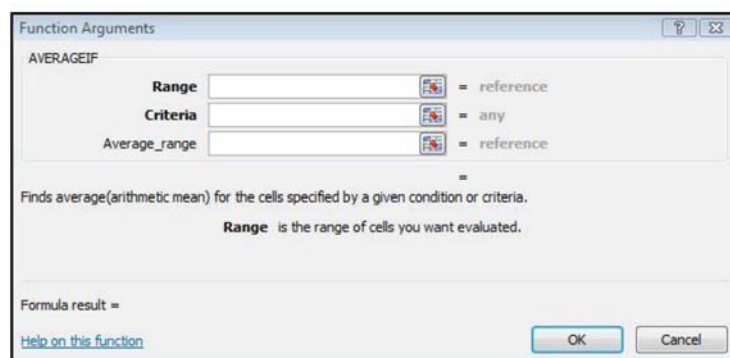 Function Arguments
AVERAGEIF
Range = reference
Criteria = any
Average_range = reference
=
Finds average(arithmetic mean) for the cells specified by a given condition or criteria.
Range is the range of cells you want evaluated.
Formula result =
Help on this function
OK Cancel